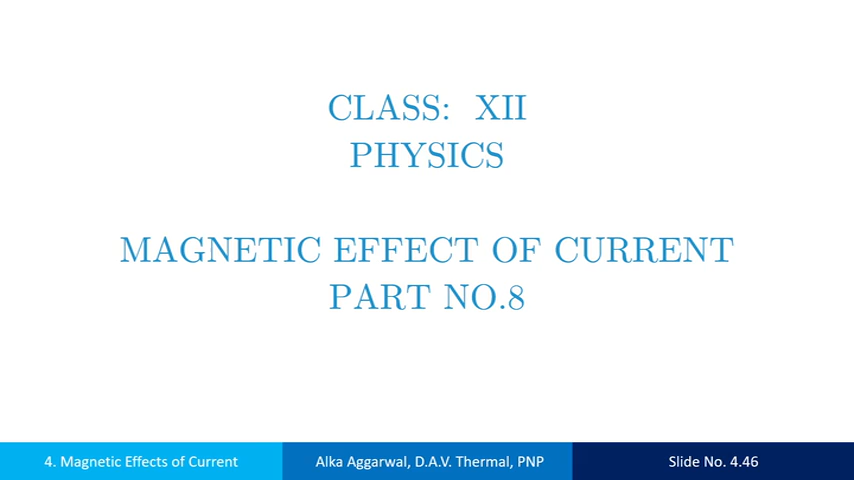 CLASS: XII
PHYSICS
MAGNETIC EFFECT OF CURRENT
PART NO.8
4. Magnetic Effects of Current
Alka Aggarwal, D.A.V. Thermal, PNP
Slide No. 4.46